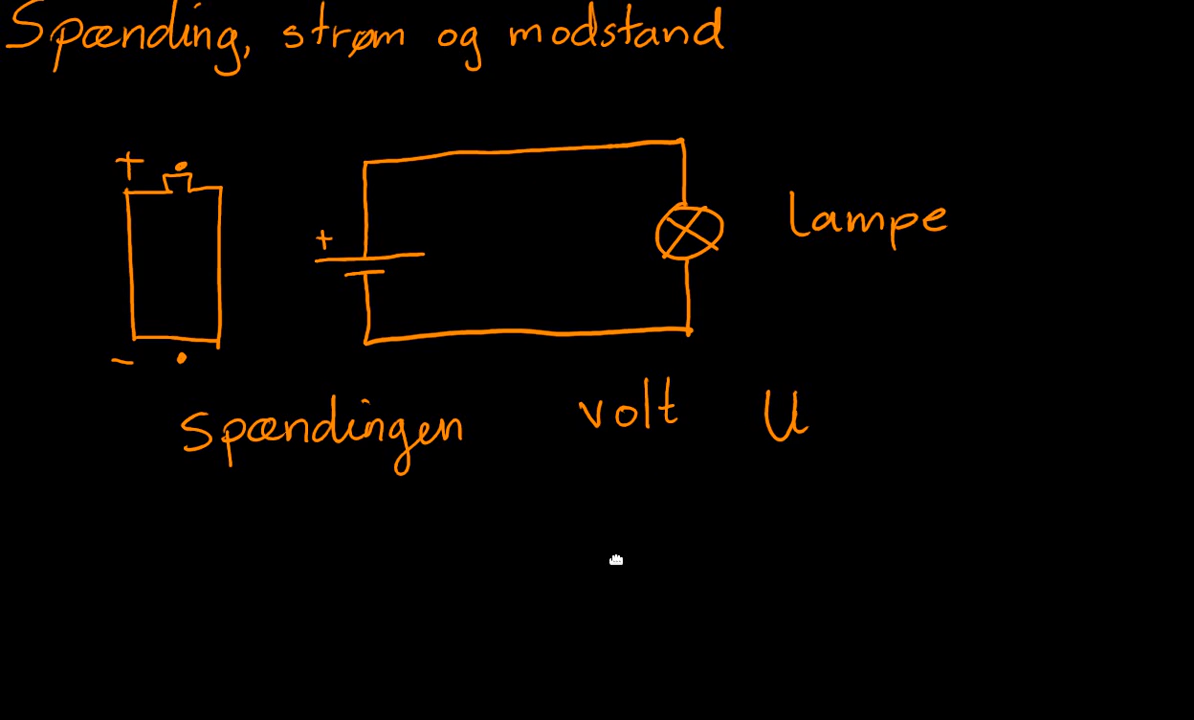 Spænding, strøm og modstand
+
+
lampe
-
spændingen volt U